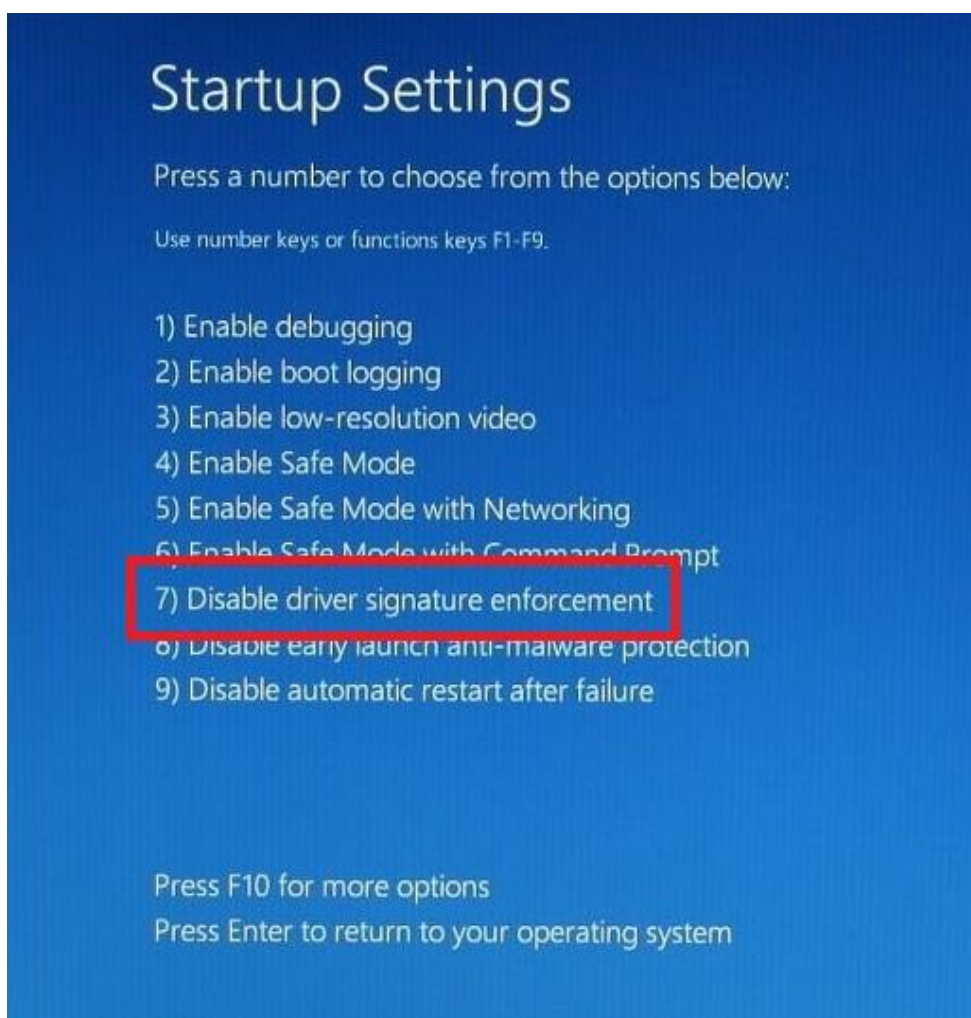 Startup Settings
Press a number to choose from the options below:
Use number keys or functions keys F1-F9.
1) Enable debugging
2) Enable boot logging
3) Enable low-resolution video
4) Enable Safe Mode
5) Enable Safe Mode with Networking
6) Enable Safe Mode with Command Prompt
7) Disable driver signature enforcement
8) Disable early launch anti-malware protection
9) Disable automatic restart after failure
Press F10 for more options
Press Enter to return to your operating system